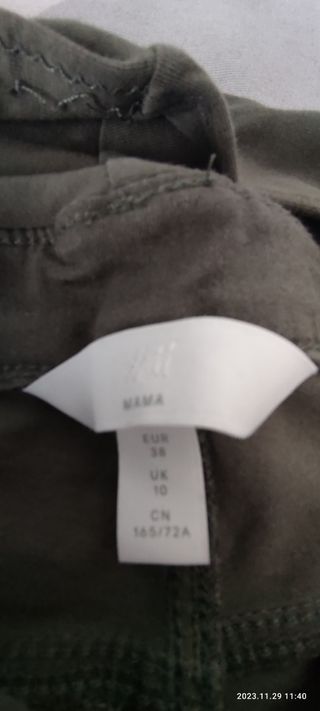 H&M
MAMA
EUR
38
UK
10
CN
165/72A
2023.11.29 11:40